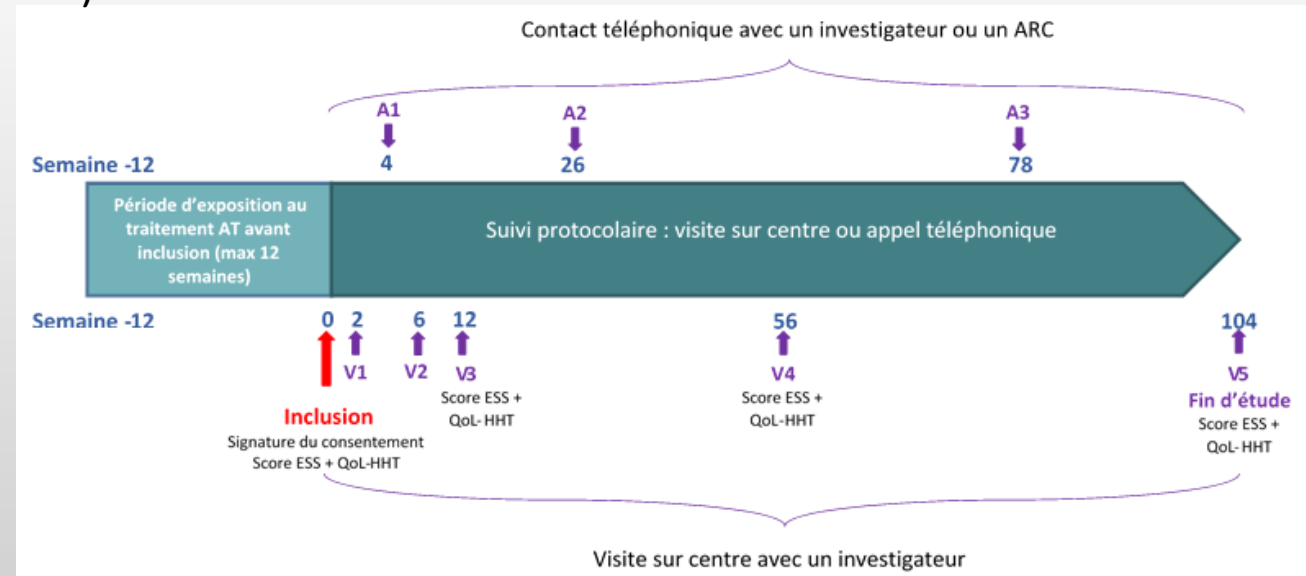 )
Contact téléphonique avec un investigateur ou un ARC
A1
A2
A3
Semaine -12
4
26
78
Période d'exposition au
traitement AT avant
inclusion (max 12
semaines)
Suivi protocolaire : visite sur centre ou appel téléphonique
Semaine -12
0 2 6 12 56 104
V1
V2
V3
V4
V5
Score ESS +
QoL-HHT
Score ESS +
QoL-HHT
Fin d'étude
Score ESS +
QoL-HHT
Inclusion
Signature du consentement
Score ESS + QoL-HHT
Visite sur centre avec un investigateur